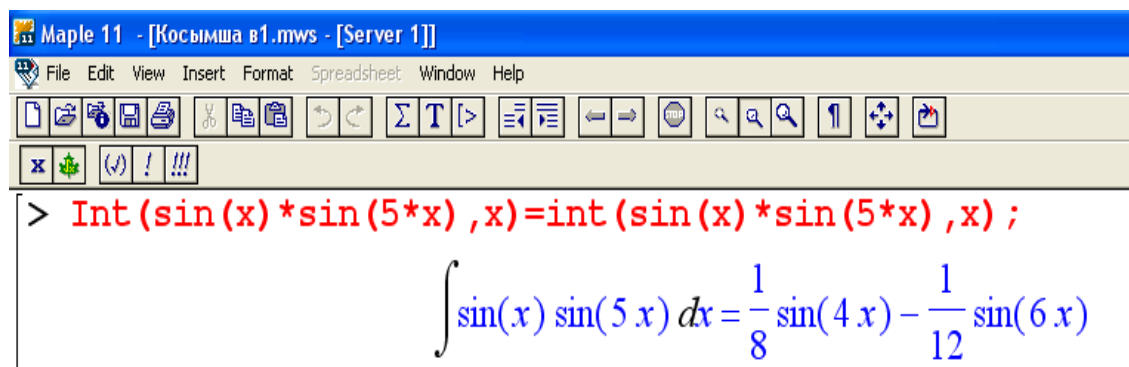 Maple 11 - [Косымша в1.mws - [Server 1]]
File Edit View Insert Format Spreadsheet Window Help
Σ T [> STOP ¶
x (√) ! !!!
> Int(sin(x)*sin(5*x),x)=int(sin(x)*sin(5*x),x);
∫ sin(x) sin(5 x) dx = 1/8 sin(4 x) − 1/12 sin(6 x)